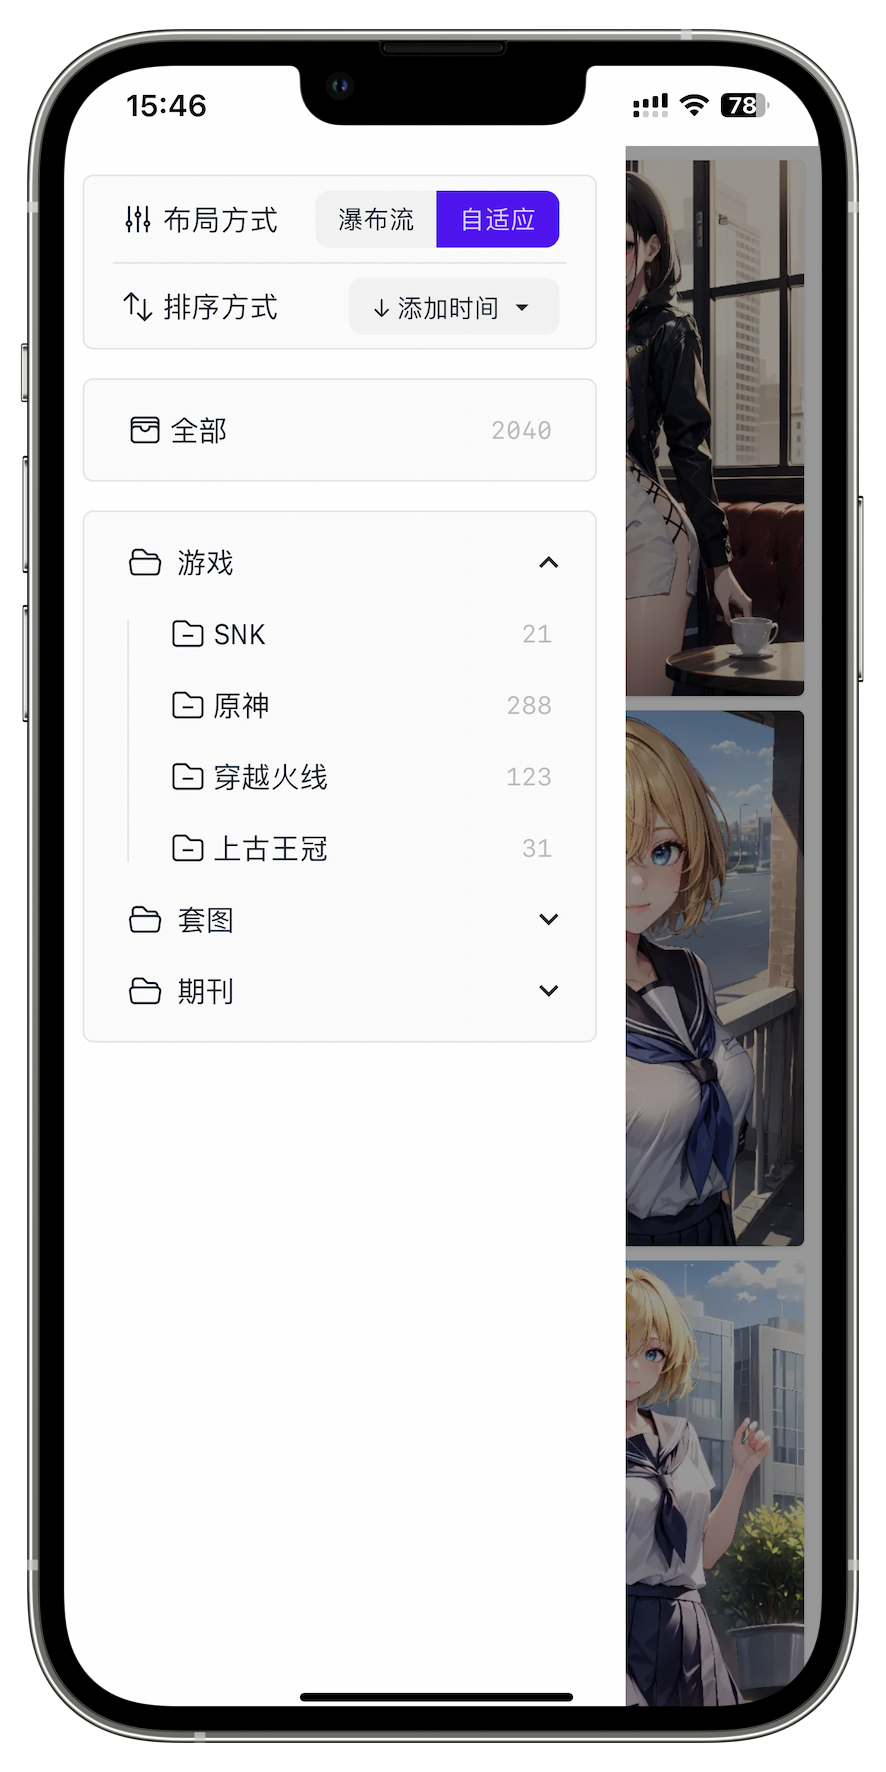 15:46 78
布局方式 瀑布流 自适应
排序方式 添加时间
全部 2040
游戏
SNK 21
原神 288
穿越火线 123
上古王冠 31
套图
期刊